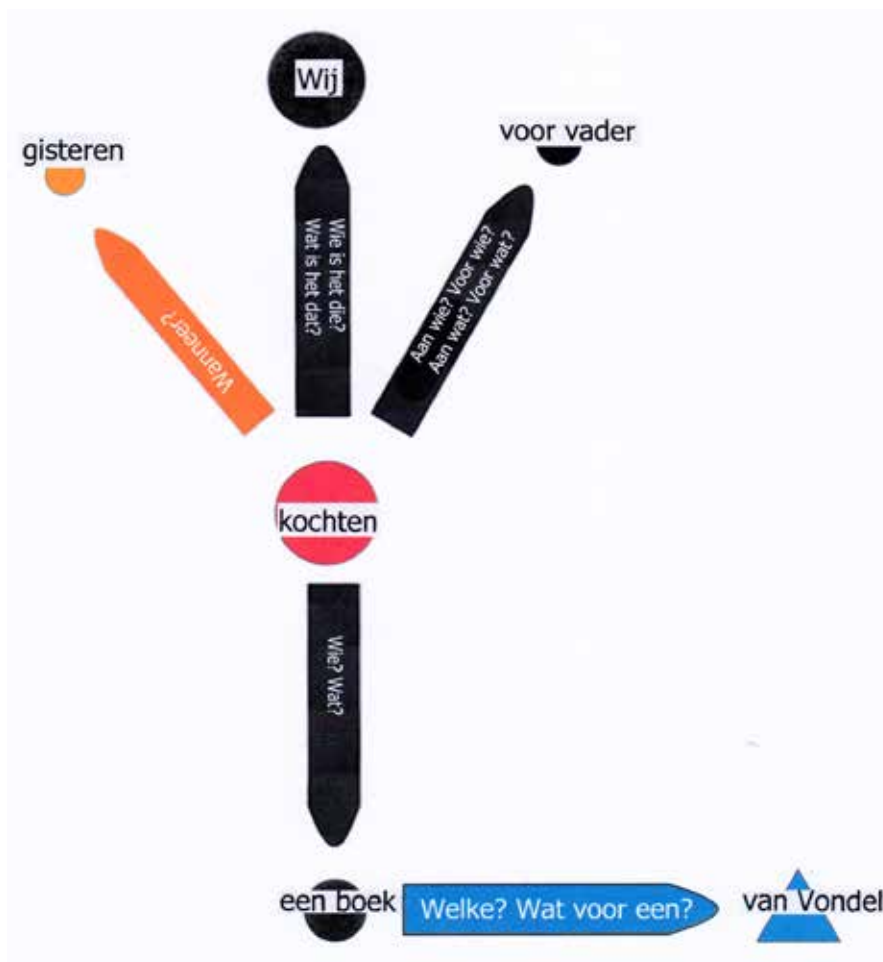 Wij
voor vader
gisteren
Wie is het die?
Wat is het dat?
Aan wie? Voor wie?
Aan wat? Voor wat?
Wanneer?
kochten
Wie? Wat?
een boek
Welke? Wat voor een?
van Vondel